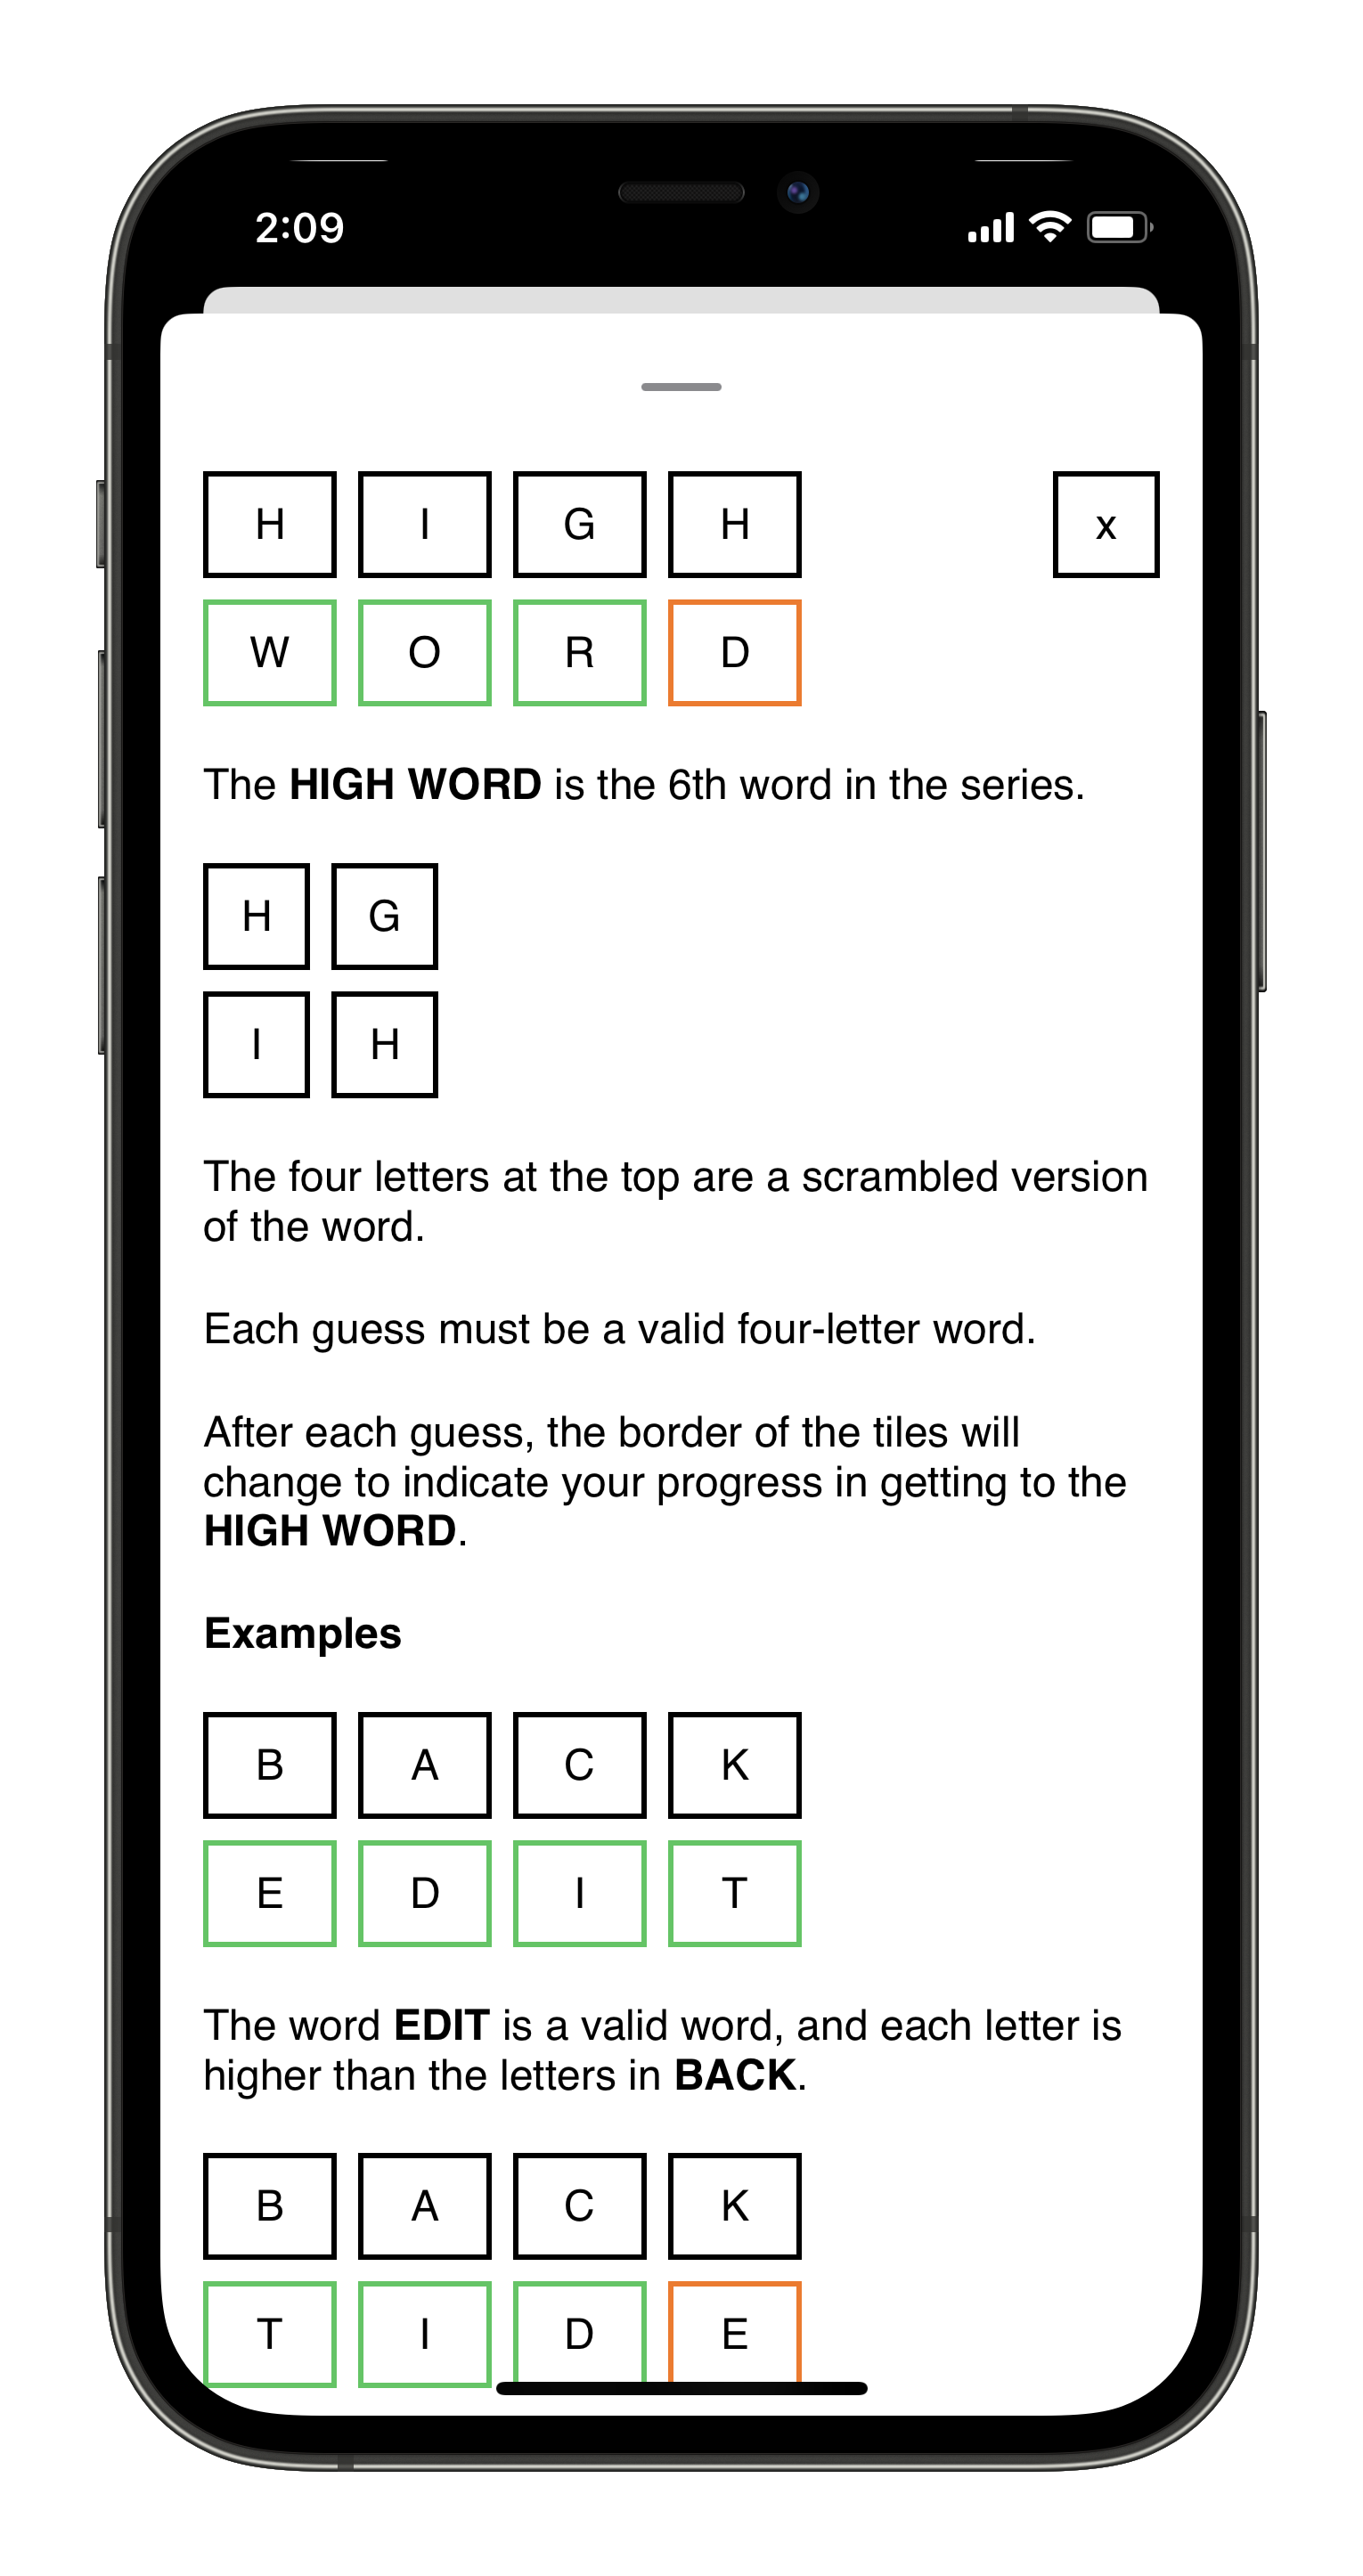 2:09
H I G H x
W O R D
The HIGH WORD is the 6th word in the series.
H G
I H
The four letters at the top are a scrambled version
of the word.
Each guess must be a valid four-letter word.
After each guess, the border of the tiles will
change to indicate your progress in getting to the
HIGH WORD.
Examples
B A C K
E D I T
The word EDIT is a valid word, and each letter is
higher than the letters in BACK.
B A C K
T I D E